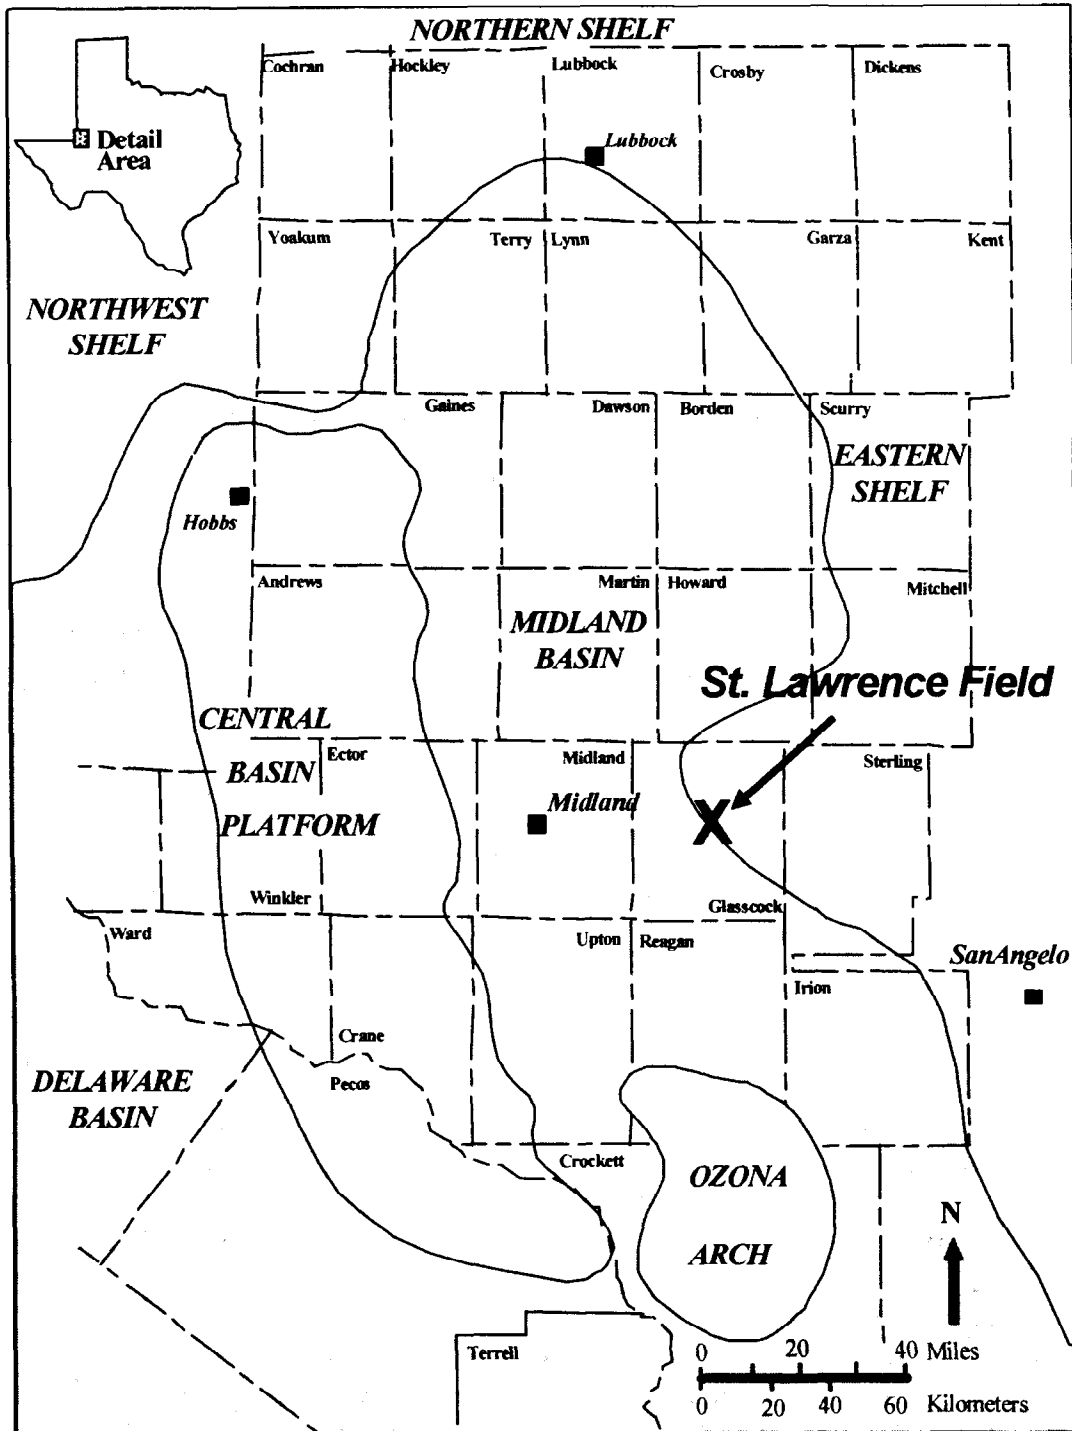 NORTHERN SHELF
Cochran
Hockley
Lubbock
Crosby
Dickens
Detail
Area
Lubbock
Yoakum
Terry
Lynn
Garza
Kent
NORTHWEST
SHELF
Gaines
Dawson
Borden
Scurry
EASTERN
SHELF
Hobbs
Andrews
Martin
Howard
Mitchell
MIDLAND
BASIN
St. Lawrence Field
CENTRAL
BASIN
PLATFORM
Ector
Midland
Sterling
Midland
X
Winkler
Glasscock
Ward
Upton
Reagan
SanAngelo
Irion
Crane
Pecos
DELAWARE
BASIN
Crockett
OZONA
ARCH
N
Terrell
0 20 40 Miles
0 20 40 60 Kilometers